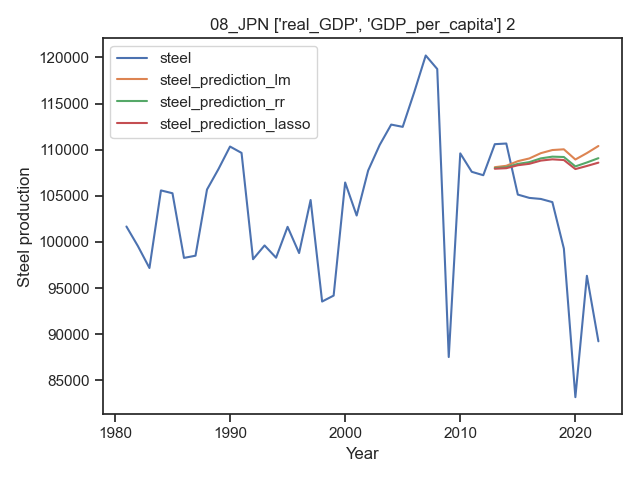 08_JPN ['real_GDP', 'GDP_per_capita'] 2
steel
steel_prediction_lm
steel_prediction_rr
steel_prediction_lasso
Steel production
120000
115000
110000
105000
100000
95000
90000
85000
1980
1990
2000
2010
2020
Year